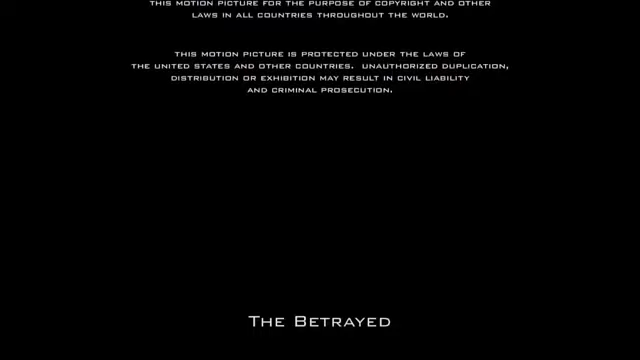 THIS MOTION PICTURE FOR THE PURPOSE OF COPYRIGHT AND OTHER
LAWS IN ALL COUNTRIES THROUGHOUT THE WORLD.
THIS MOTION PICTURE IS PROTECTED UNDER THE LAWS OF
THE UNITED STATES AND OTHER COUNTRIES. UNAUTHORIZED DUPLICATION,
DISTRIBUTION OR EXHIBITION MAY RESULT IN CIVIL LIABILITY
AND CRIMINAL PROSECUTION.
THE BETRAYED